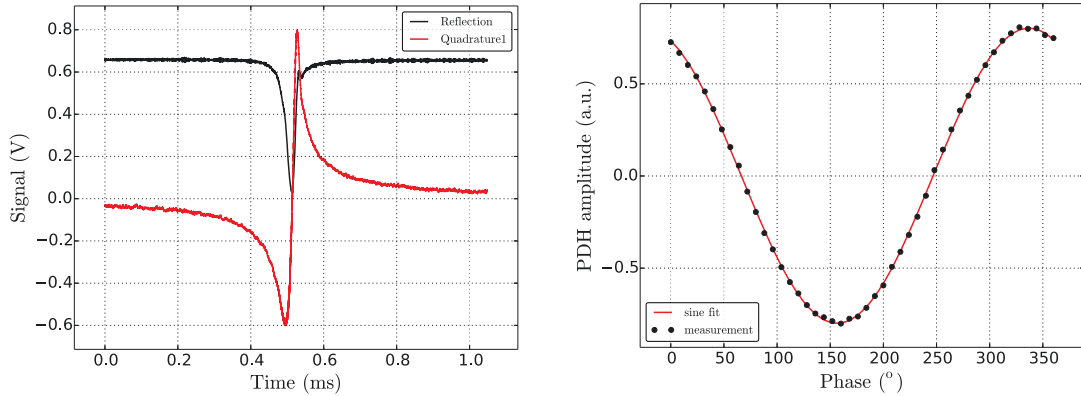 0.8
0.6
0.4
0.2
0.0
−0.2
−0.4
−0.6
Signal (V)
0.0 0.2 0.4 0.6 0.8 1.0
Time (ms)
Reflection
Quadrature1
0.5
0.0
−0.5
PDH amplitude (a.u.)
0 50 100 150 200 250 300 350
Phase (°)
sine fit
measurement